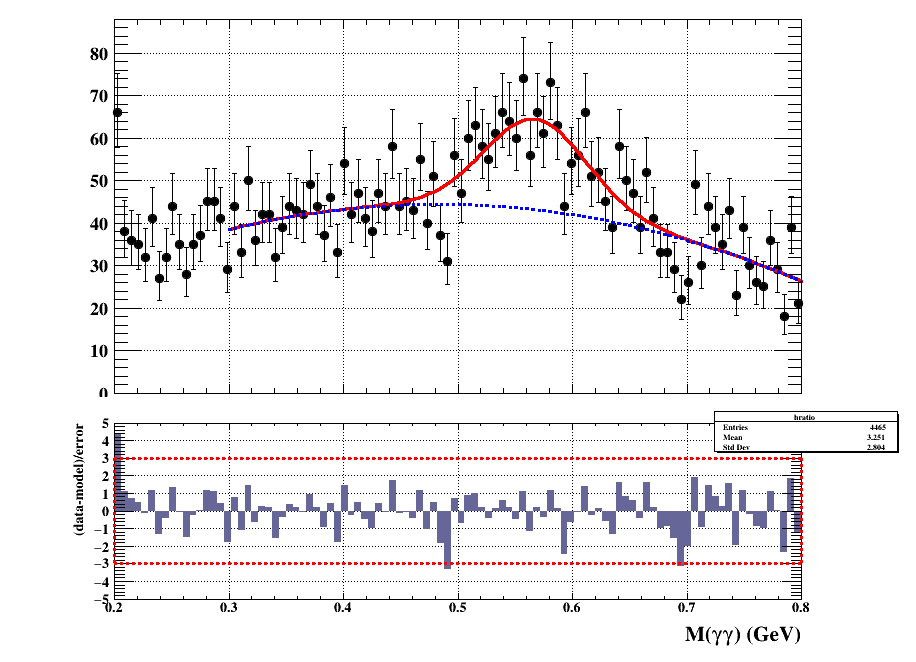 80
70
60
50
40
30
20
10
0
hratio
Entries 4465
Mean 3.251
Std Dev 2.804
(data-model)/error
5
4
3
2
1
0
−1
−2
−3
−4
−5
0.2 0.3 0.4 0.5 0.6 0.7 0.8
M(γγ) (GeV)